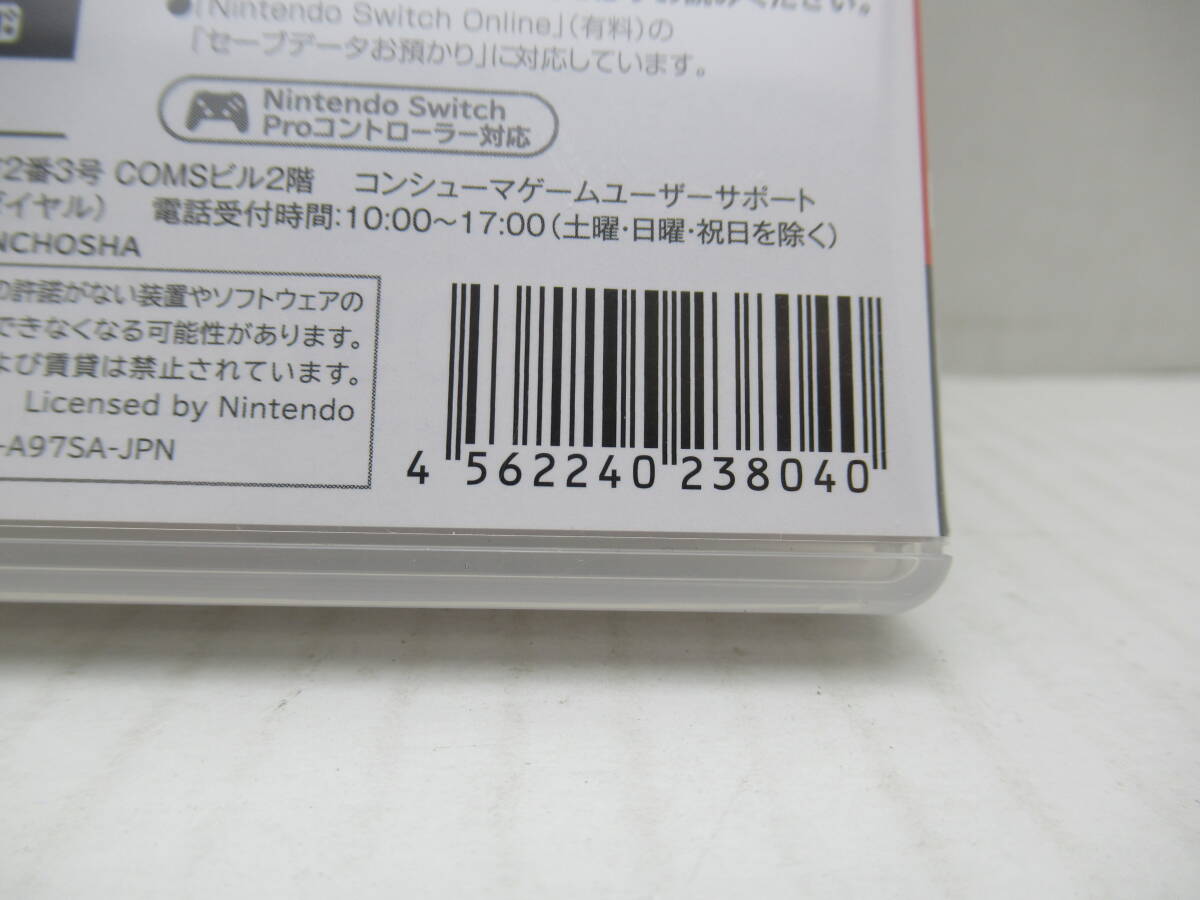 ください。
●「Nintendo Switch Online」(有料)の
「セーブデータお預かり」に対応しています。
Nintendo Switch
Proコントローラー対応
2番3号 COMSビル2階 コンシューマゲームユーザーサポート
ダイヤル) 電話受付時間:10:00〜17:00(土曜・日曜・祝日を除く)
NCHOSHA
の許諾がない装置やソフトウェアの
できなくなる可能性があります。
よび賃貸は禁止されています。
Licensed by Nintendo
-A97SA-JPN
4 562240 238040